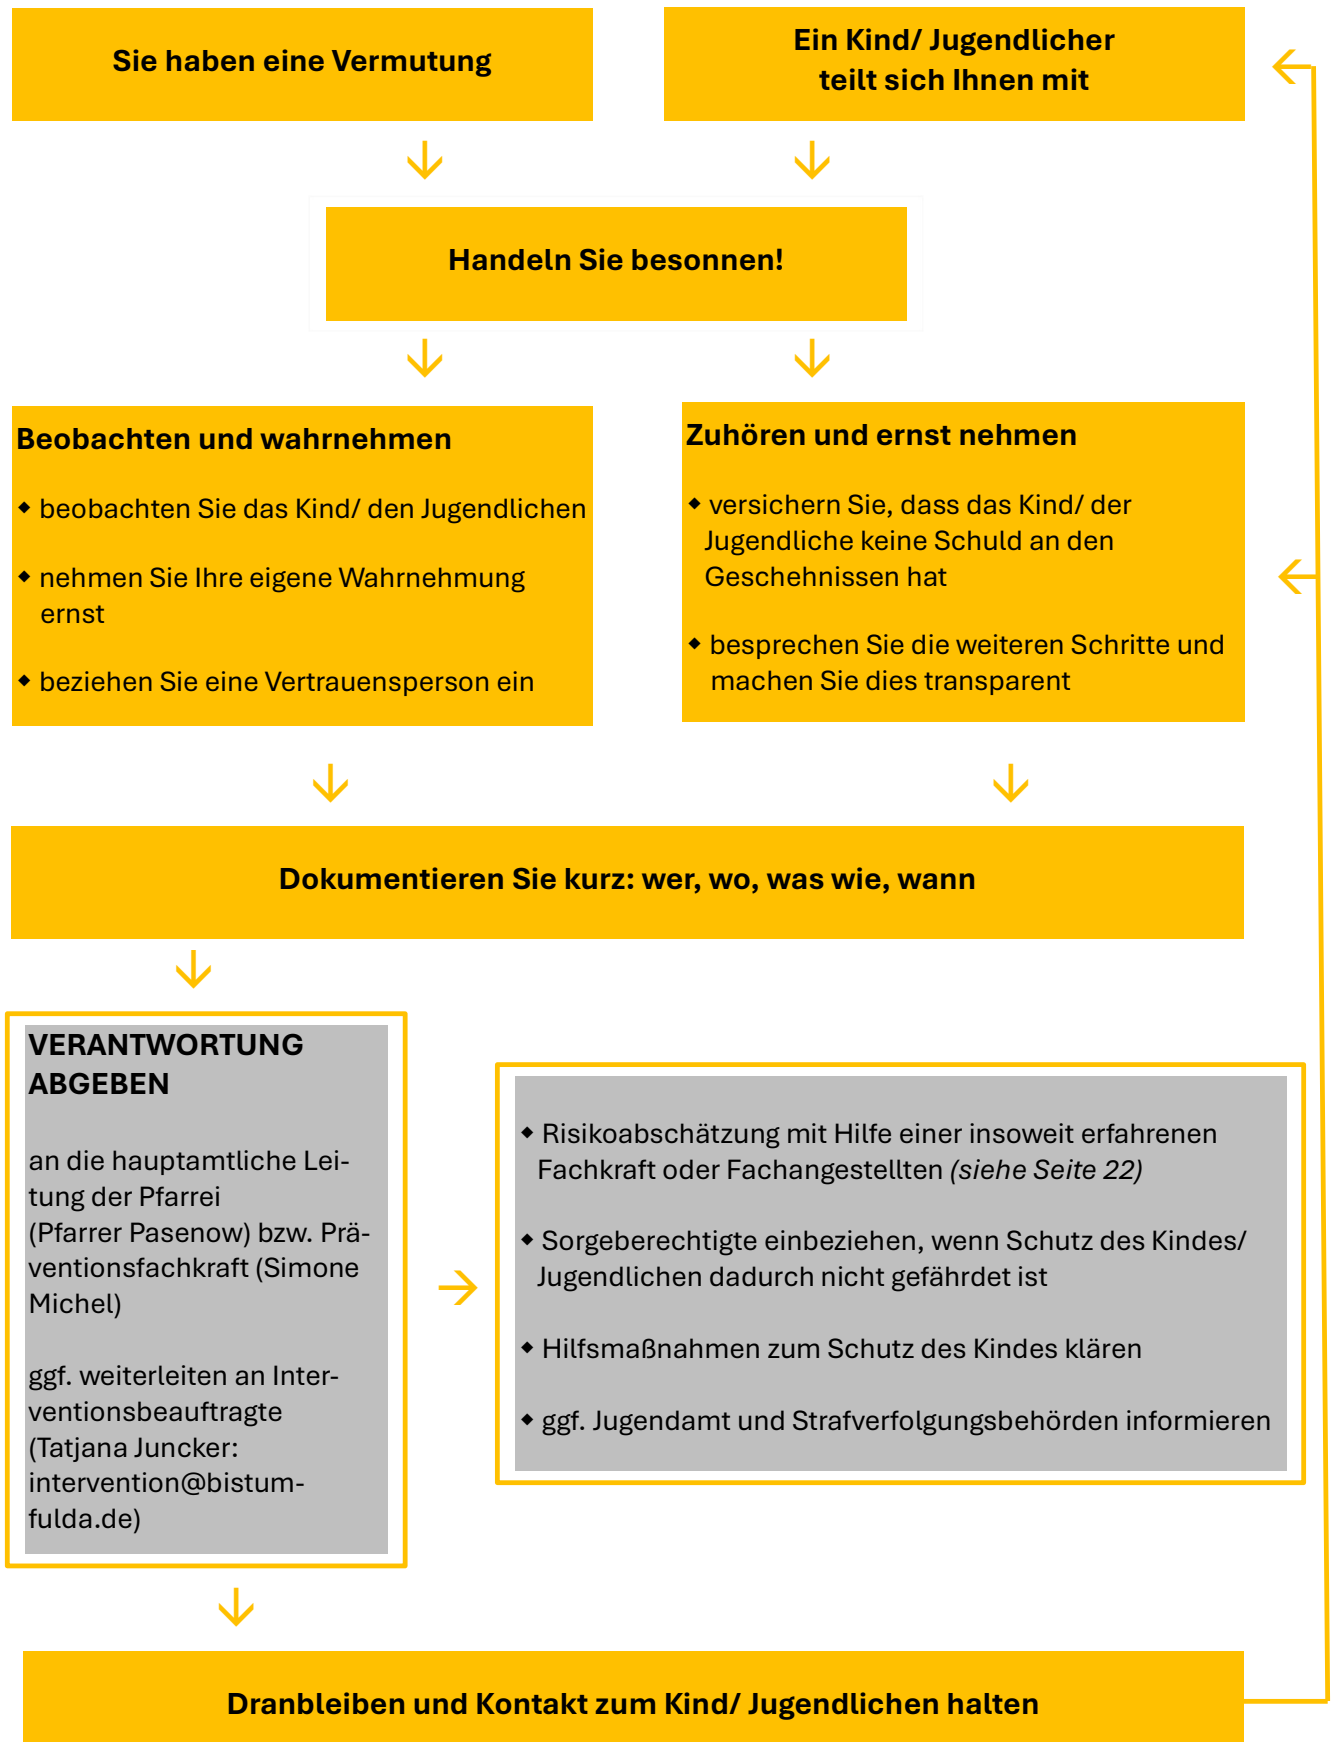 Sie haben eine Vermutung
Ein Kind/ Jugendlicher
teilt sich Ihnen mit
Handeln Sie besonnen!
Beobachten und wahrnehmen
◆ beobachten Sie das Kind/ den Jugendlichen
◆ nehmen Sie Ihre eigene Wahrnehmung
ernst
◆ beziehen Sie eine Vertrauensperson ein
Zuhören und ernst nehmen
◆ versichern Sie, dass das Kind/ der
Jugendliche keine Schuld an den
Geschehnissen hat
◆ besprechen Sie die weiteren Schritte und
machen Sie dies transparent
Dokumentieren Sie kurz: wer, wo, was wie, wann
VERANTWORTUNG
ABGEBEN
an die hauptamtliche Lei-
tung der Pfarrei
(Pfarrer Pasenow) bzw. Prä-
ventionsfachkraft (Simone
Michel)
ggf. weiterleiten an Inter-
ventionsbeauftragte
(Tatjana Juncker:
intervention@bistum-
fulda.de)
◆ Risikoabschätzung mit Hilfe einer insoweit erfahrenen
Fachkraft oder Fachangestellten (siehe Seite 22)
◆ Sorgeberechtigte einbeziehen, wenn Schutz des Kindes/
Jugendlichen dadurch nicht gefährdet ist
◆ Hilfsmaßnahmen zum Schutz des Kindes klären
◆ ggf. Jugendamt und Strafverfolgungsbehörden informieren
Dranbleiben und Kontakt zum Kind/ Jugendlichen halten